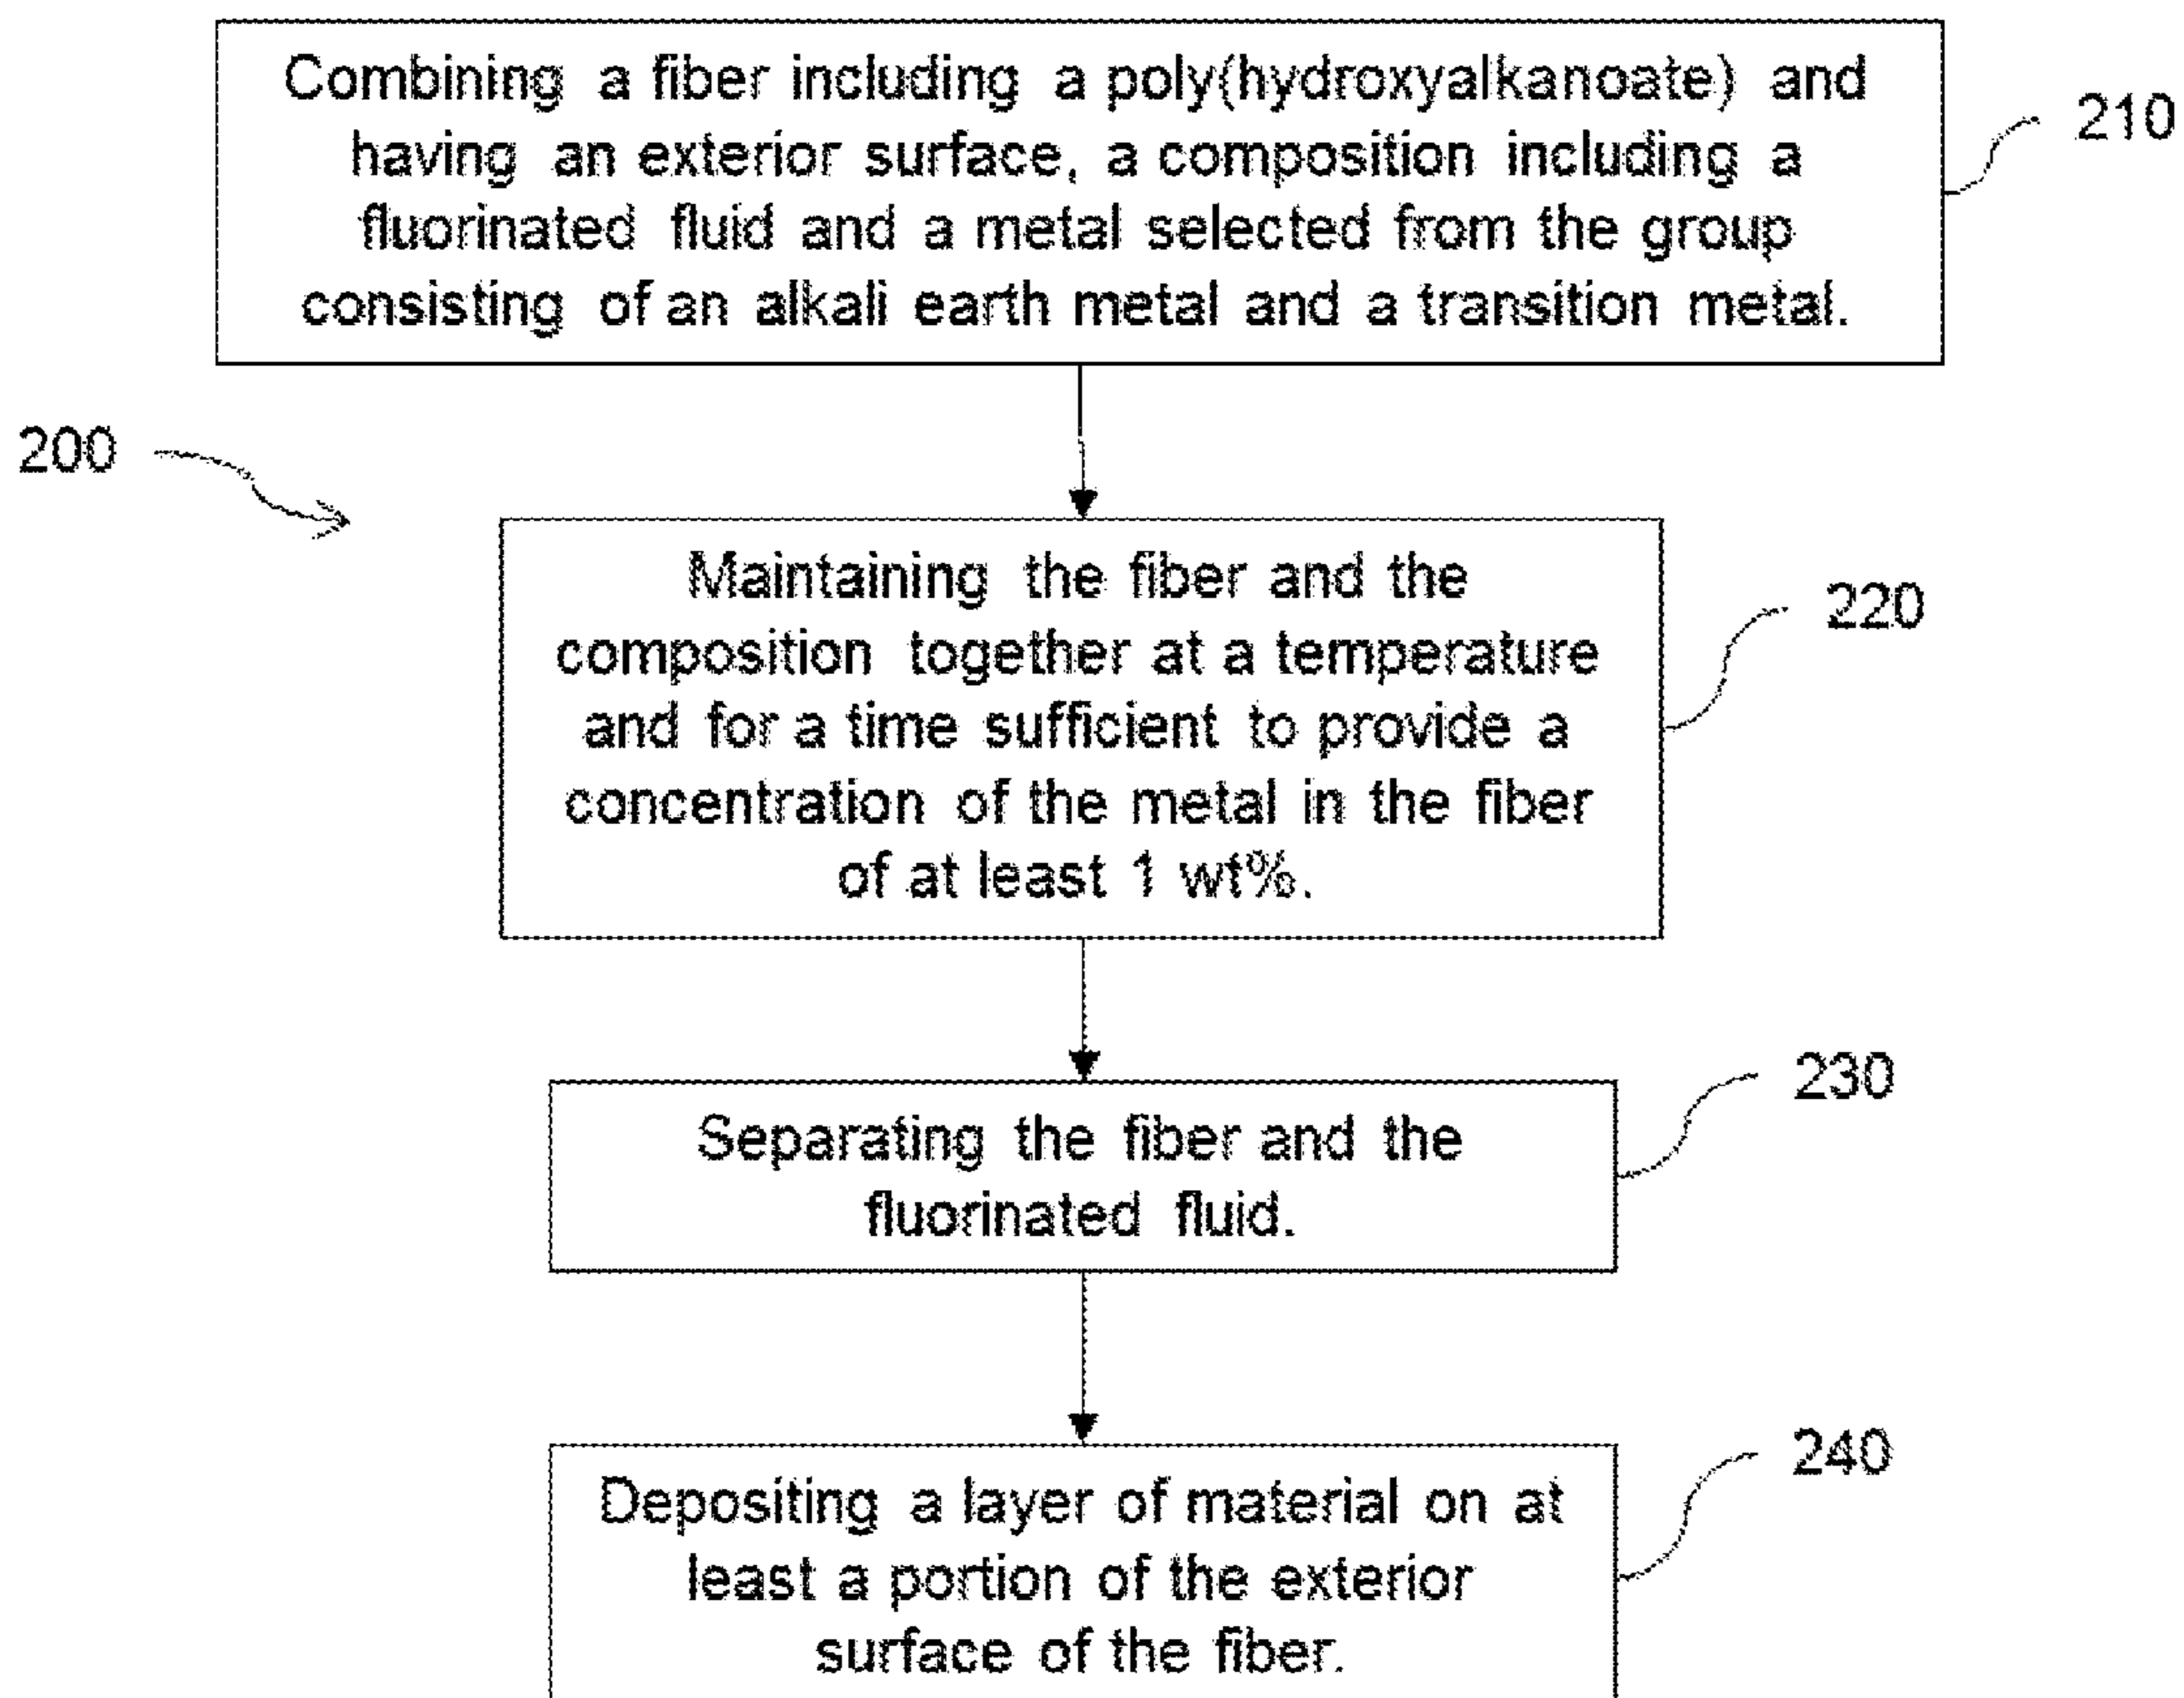 Combining a fiber including a poly(hydroxyalkanoate) and
having an exterior surface, a composition including a
fluorinated fluid and a metal selected from the group
consisting of an alkali earth metal and a transition metal.
210
200
Maintaining the fiber and the
composition together at a temperature
and for a time sufficient to provide a
concentration of the metal in the fiber
of at least 1 wt%.
220
Separating the fiber and the
fluorinated fluid.
230
Depositing a layer of material on at
least a portion of the exterior
surface of the fiber.
240